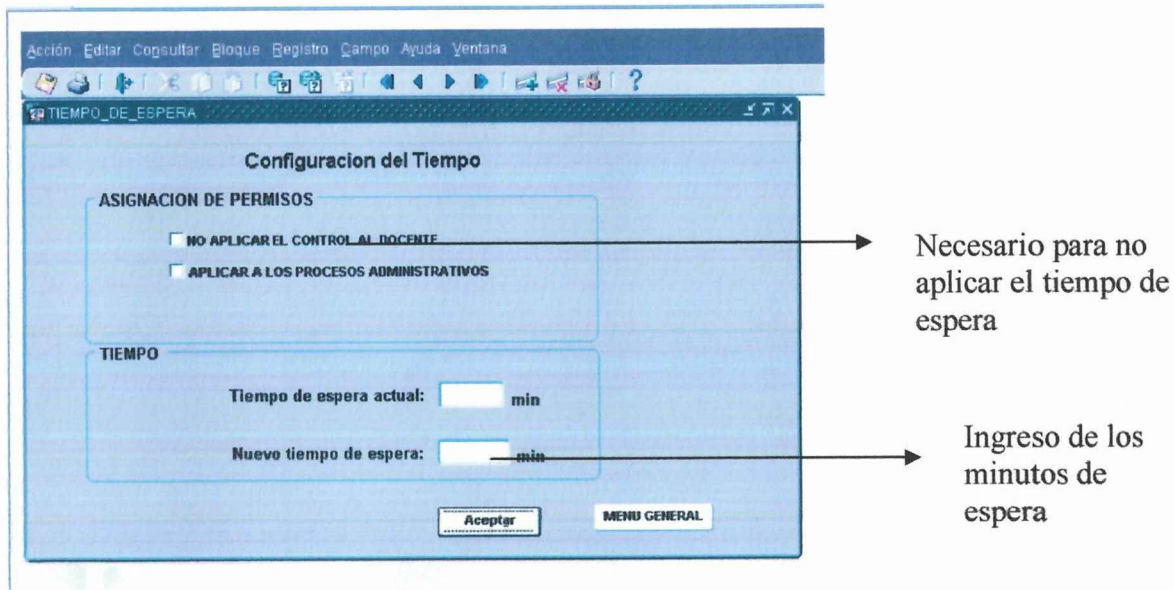 Acción Editar Consultar Bloque Registro Campo Ayuda Ventana
TIEMPO_DE_ESPERA
Configuracion del Tiempo
ASIGNACION DE PERMISOS
NO APLICAR EL CONTROL AL DOCENTE
APLICAR A LOS PROCESOS ADMINISTRATIVOS
Necesario para no
aplicar el tiempo de
espera
TIEMPO
Tiempo de espera actual: min
Nuevo tiempo de espera: min
Ingreso de los
minutos de
espera
Aceptar MENU GENERAL